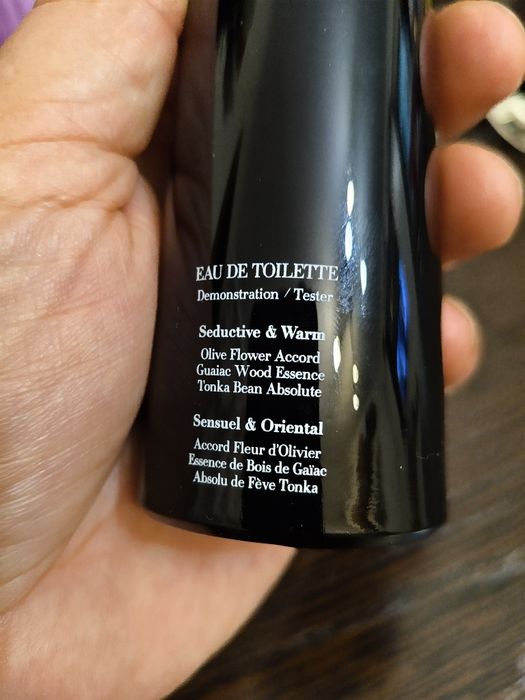 EAU DE TOILETTE
Demonstration / Tester
Seductive & Warm
Olive Flower Accord
Guaiac Wood Essence
Tonka Bean Absolute
Sensuel & Oriental
Accord Fleur d'Olivier
Essence de Bois de Gaïac
Absolu de Fève Tonka